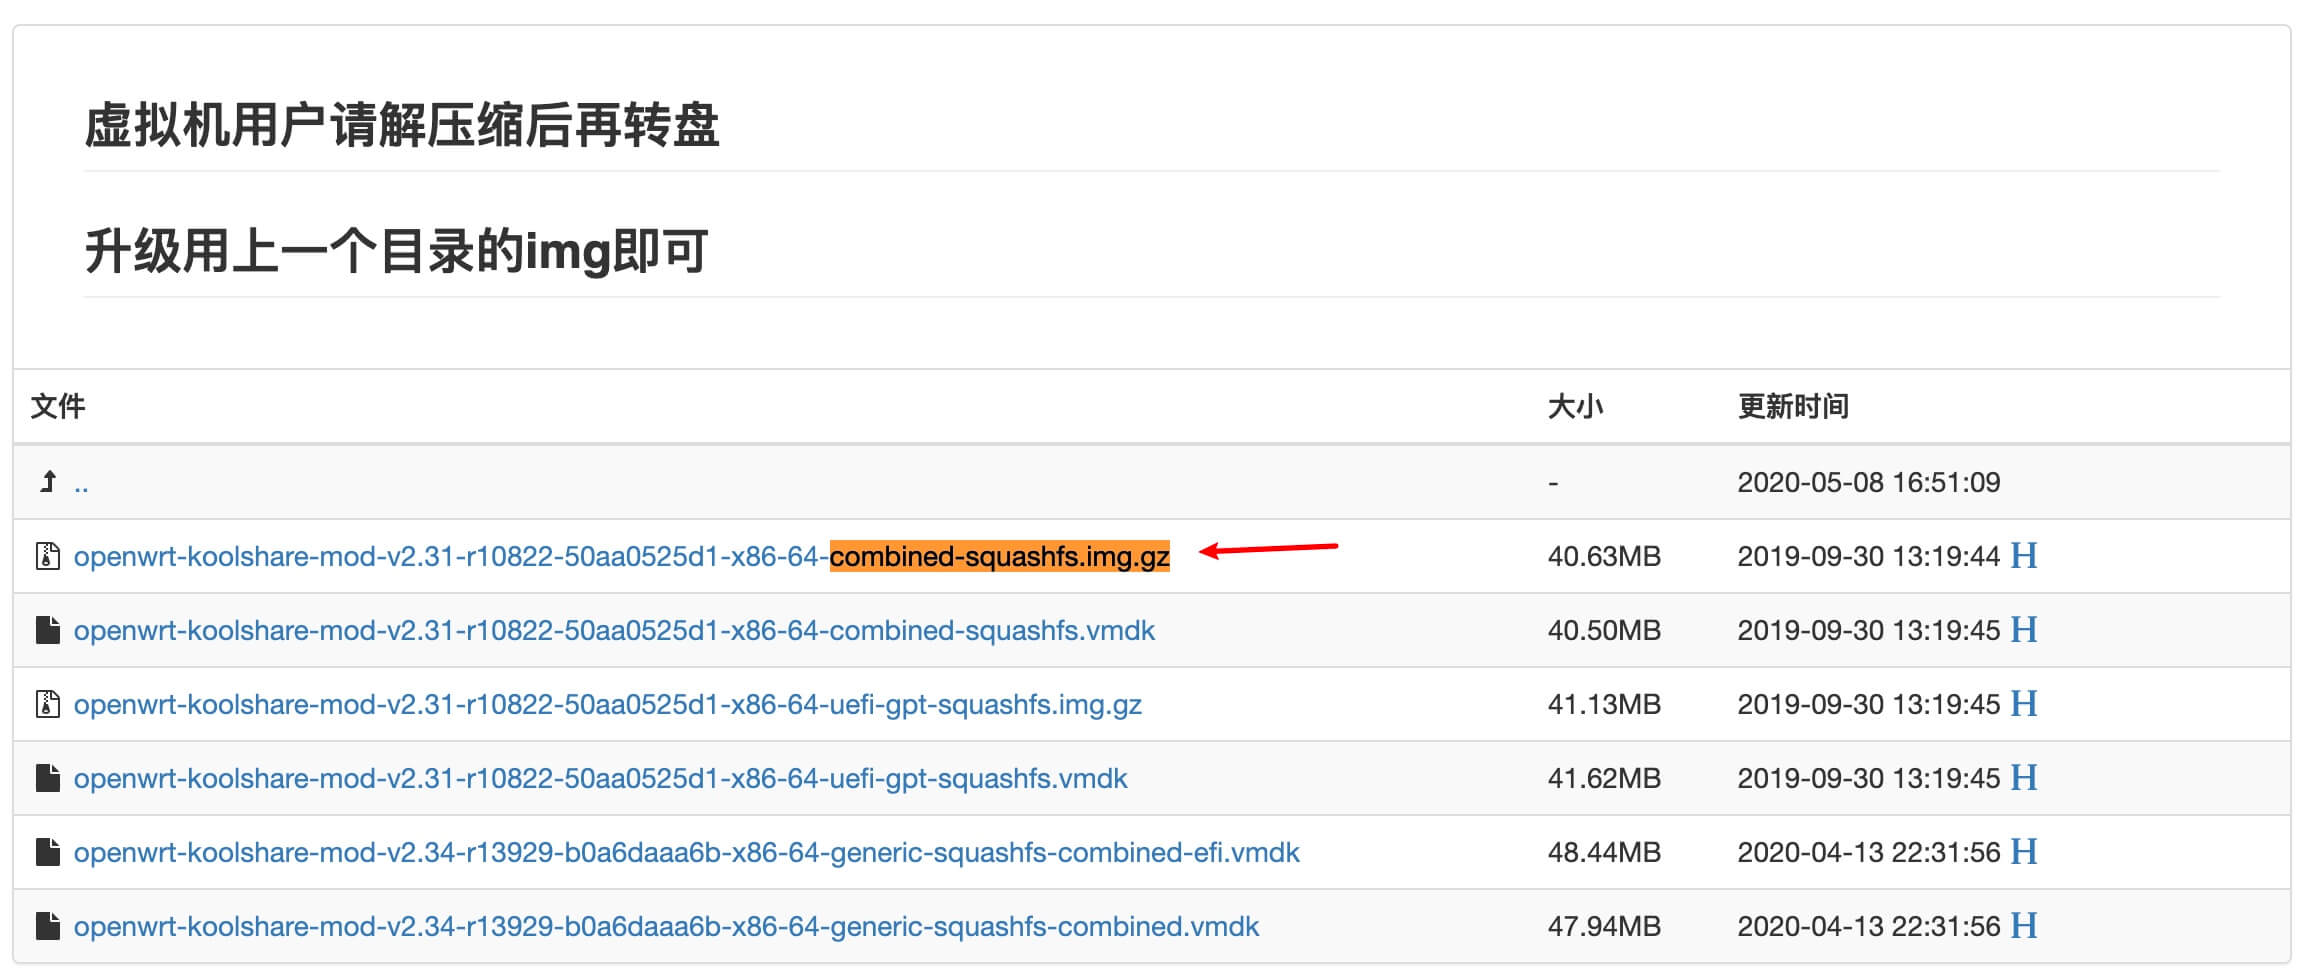 虚拟机用户请解压缩后再转盘
升级用上一个目录的img即可
文件 大小 更新时间
.. - 2020-05-08 16:51:09
openwrt-koolshare-mod-v2.31-r10822-50aa0525d1-x86-64-combined-squashfs.img.gz 40.63MB 2019-09-30 13:19:44 H
openwrt-koolshare-mod-v2.31-r10822-50aa0525d1-x86-64-combined-squashfs.vmdk 40.50MB 2019-09-30 13:19:45 H
openwrt-koolshare-mod-v2.31-r10822-50aa0525d1-x86-64-uefi-gpt-squashfs.img.gz 41.13MB 2019-09-30 13:19:45 H
openwrt-koolshare-mod-v2.31-r10822-50aa0525d1-x86-64-uefi-gpt-squashfs.vmdk 41.62MB 2019-09-30 13:19:45 H
openwrt-koolshare-mod-v2.34-r13929-b0a6daaa6b-x86-64-generic-squashfs-combined-efi.vmdk 48.44MB 2020-04-13 22:31:56 H
openwrt-koolshare-mod-v2.34-r13929-b0a6daaa6b-x86-64-generic-squashfs-combined.vmdk 47.94MB 2020-04-13 22:31:56 H